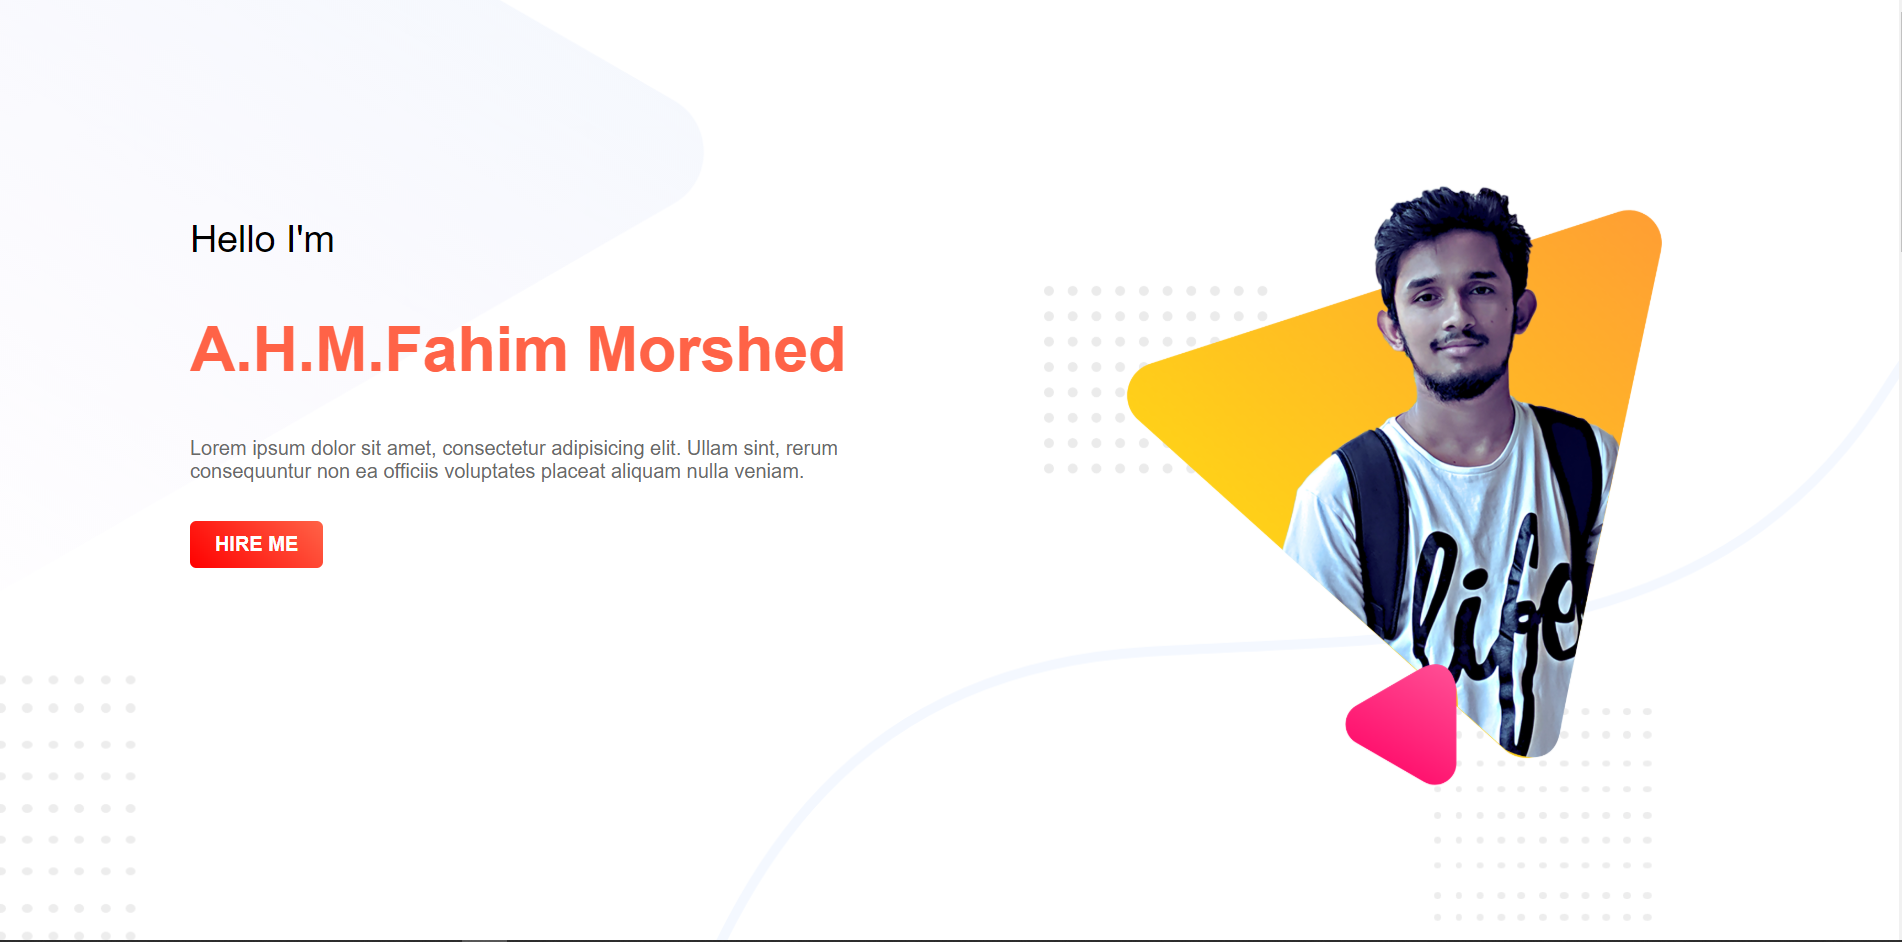 Hello I'm
A.H.M.Fahim Morshed
Lorem ipsum dolor sit amet, consectetur adipisicing elit. Ullam sint, rerum
consequuntur non ea officiis voluptates placeat aliquam nulla veniam.
HIRE ME
life